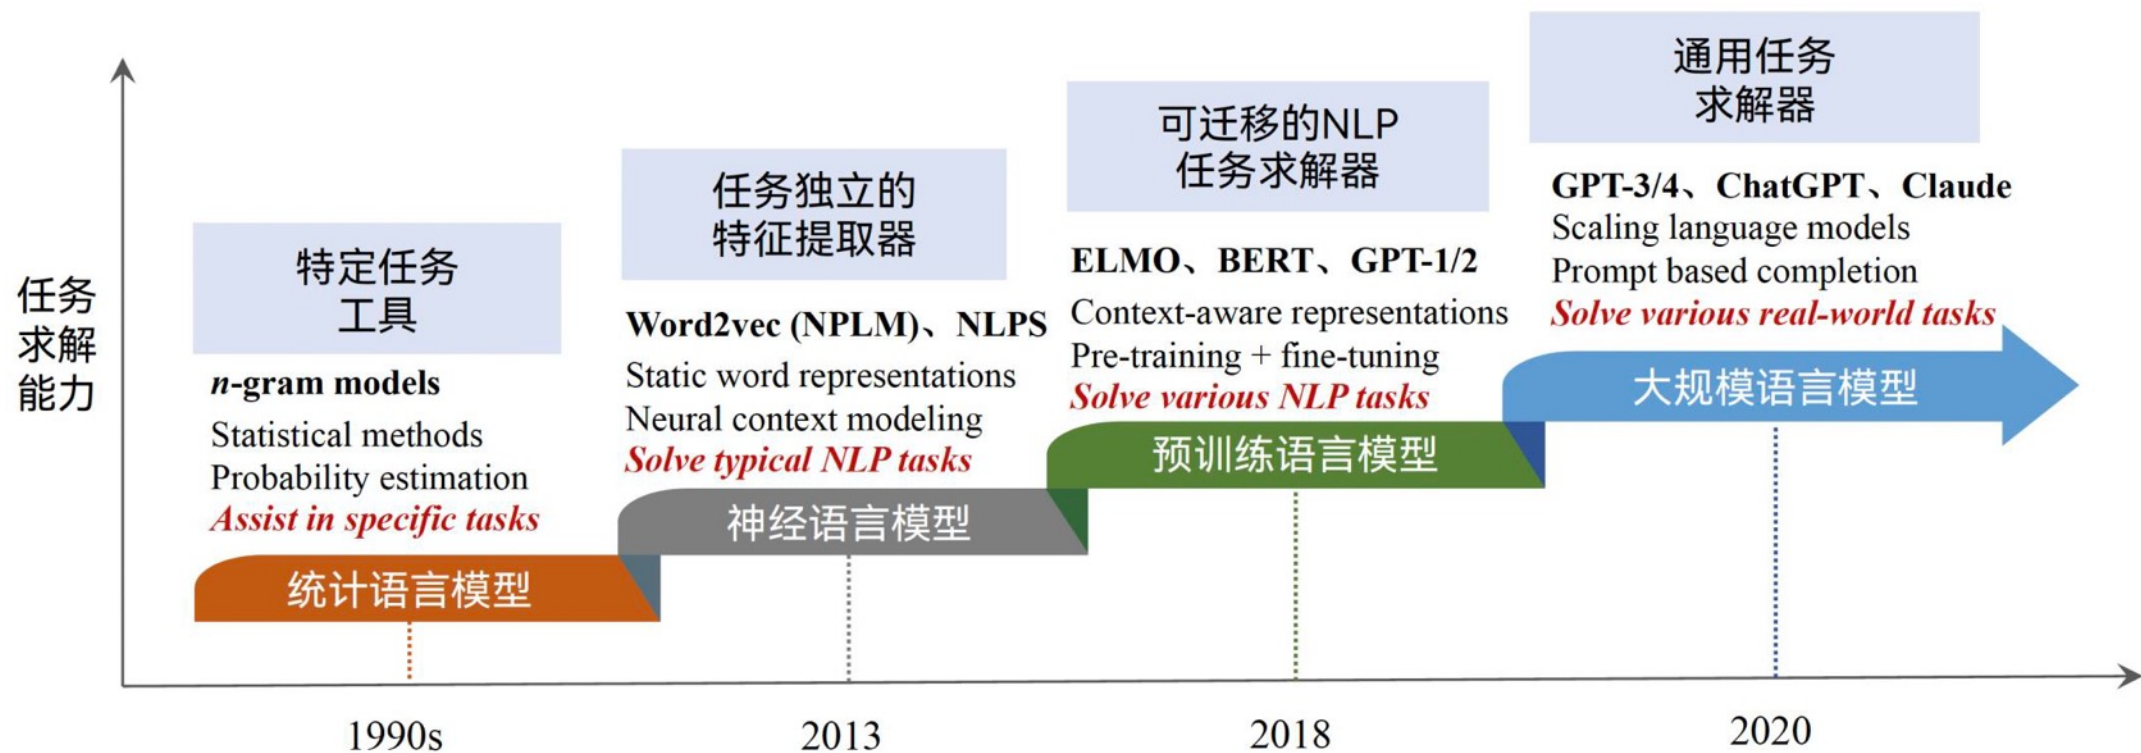 任务
求解
能力
特定任务
工具
n-gram models
Statistical methods
Probability estimation
Assist in specific tasks
统计语言模型
1990s
任务独立的
特征提取器
Word2vec (NPLM)、NLPS
Static word representations
Neural context modeling
Solve typical NLP tasks
神经语言模型
2013
可迁移的NLP
任务求解器
ELMO、BERT、GPT-1/2
Context-aware representations
Pre-training + fine-tuning
Solve various NLP tasks
预训练语言模型
2018
通用任务
求解器
GPT-3/4、ChatGPT、Claude
Scaling language models
Prompt based completion
Solve various real-world tasks
大规模语言模型
2020